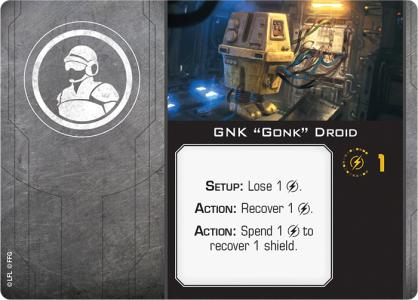 GNK “Gonk” Droid
1
Setup: Lose 1 .
Action: Recover 1 .
Action: Spend 1 to
recover 1 shield.
© LFL © FFG